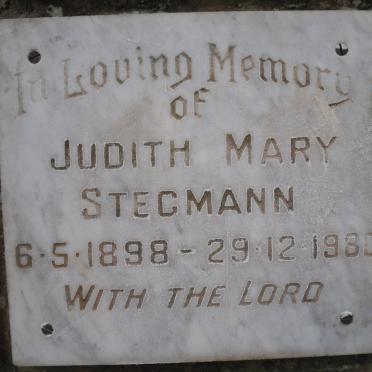 In Loving Memory
of
JUDITH MARY
STEGMANN
6·5·1898 – 29·12·1980
WITH THE LORD